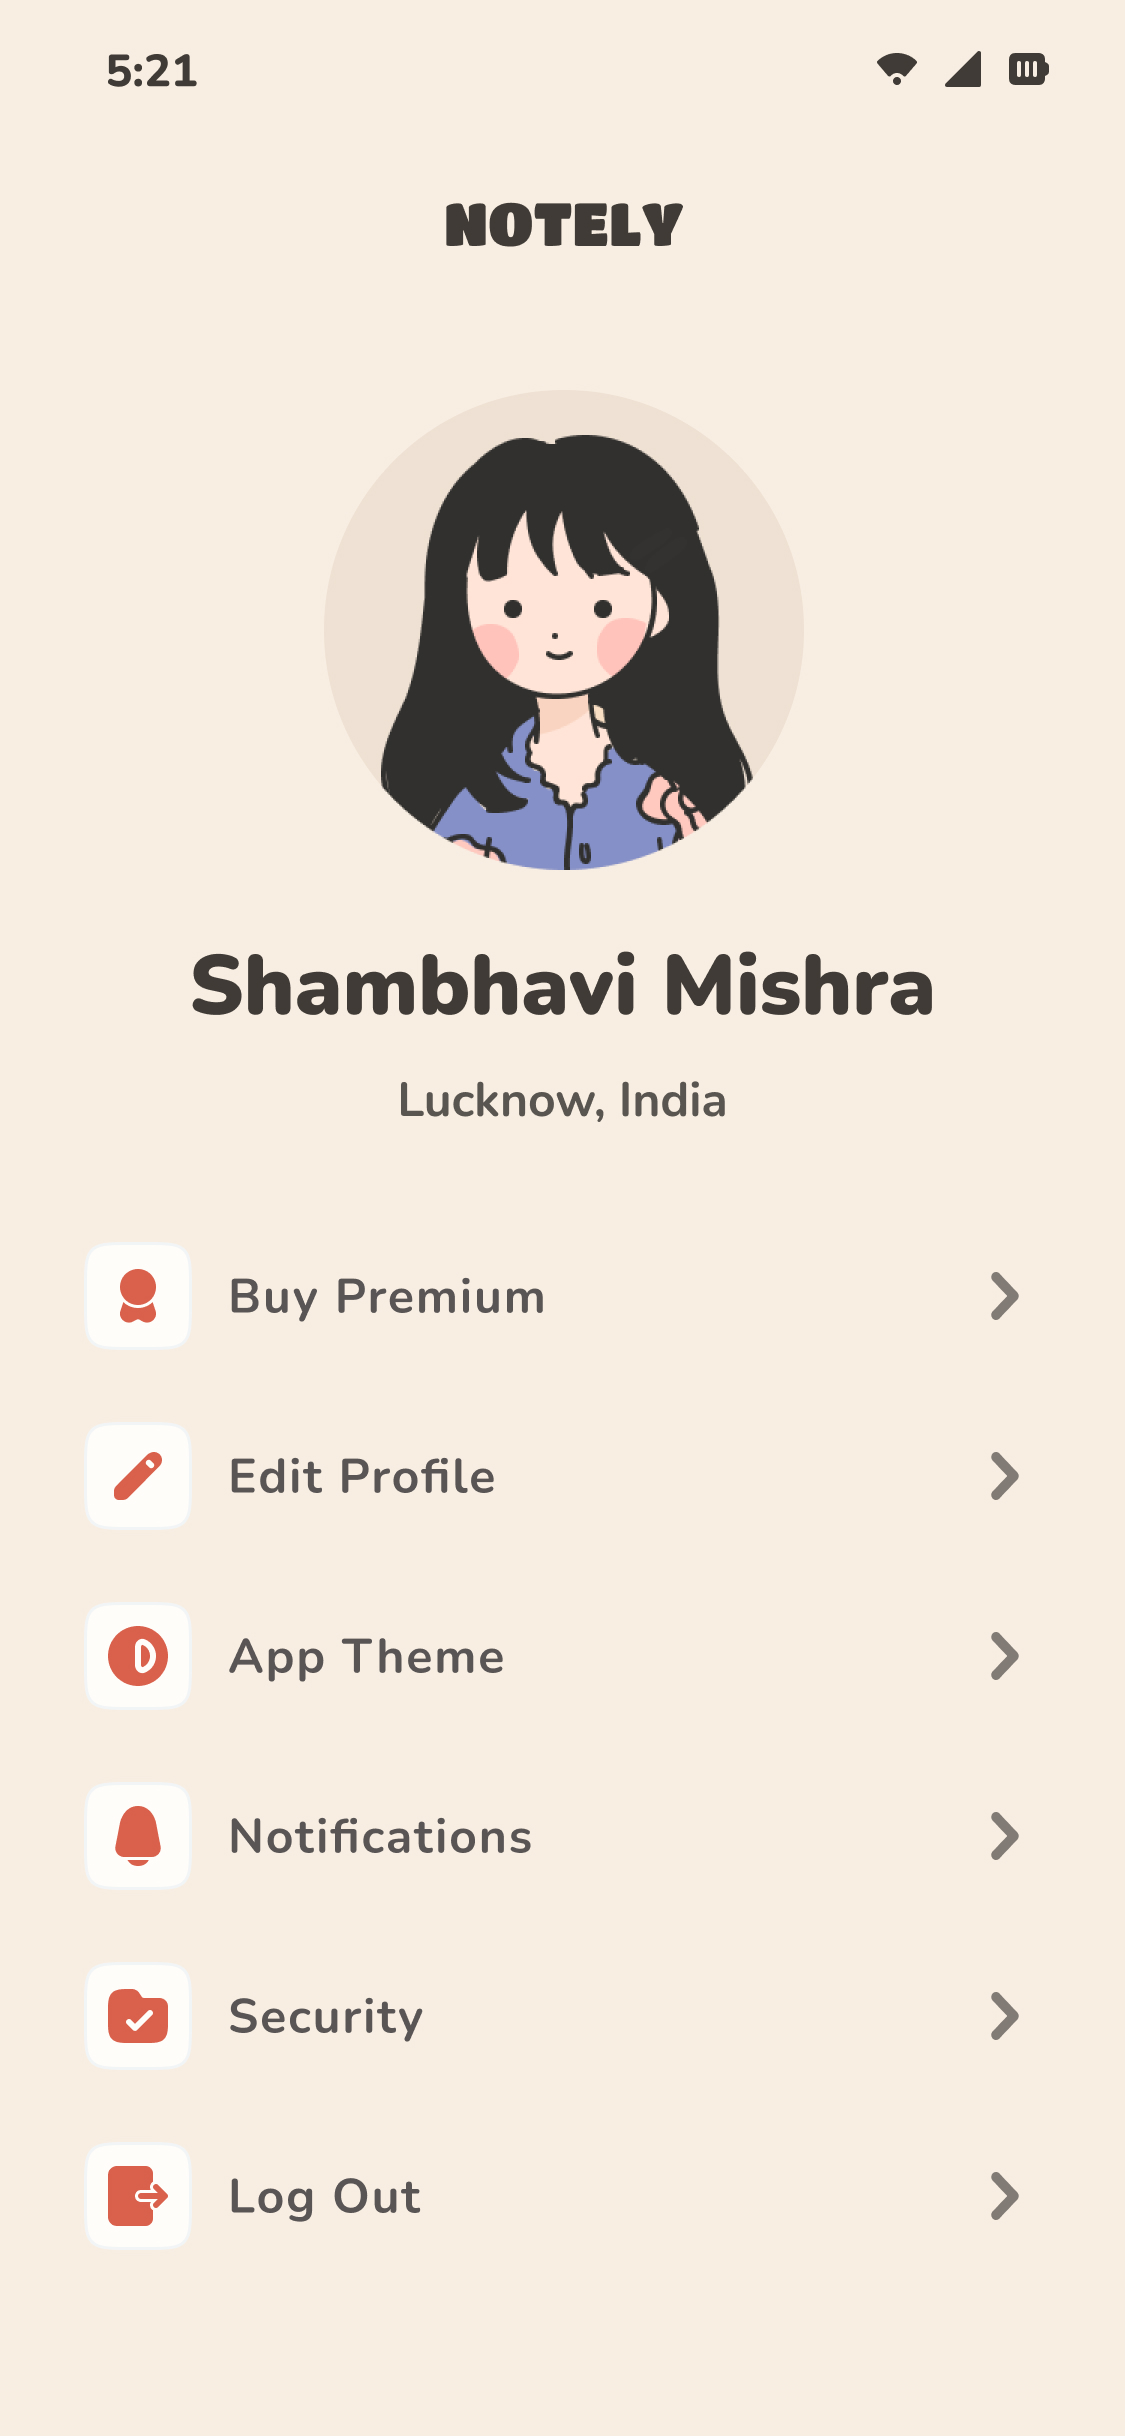 5:21
NOTELY
Shambhavi Mishra
Lucknow, India
Buy Premium
Edit Profile
App Theme
Notifications
Security
Log Out